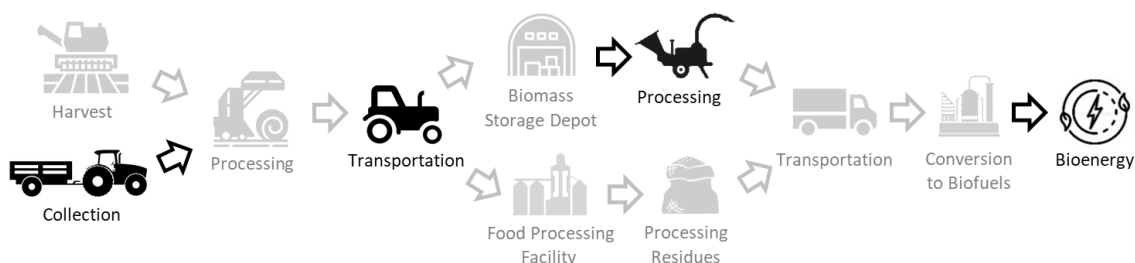 Harvest
Collection
Processing
Transportation
Biomass
Storage Depot
Processing
Food Processing
Facility
Processing
Residues
Transportation
Conversion
to Biofuels
Bioenergy